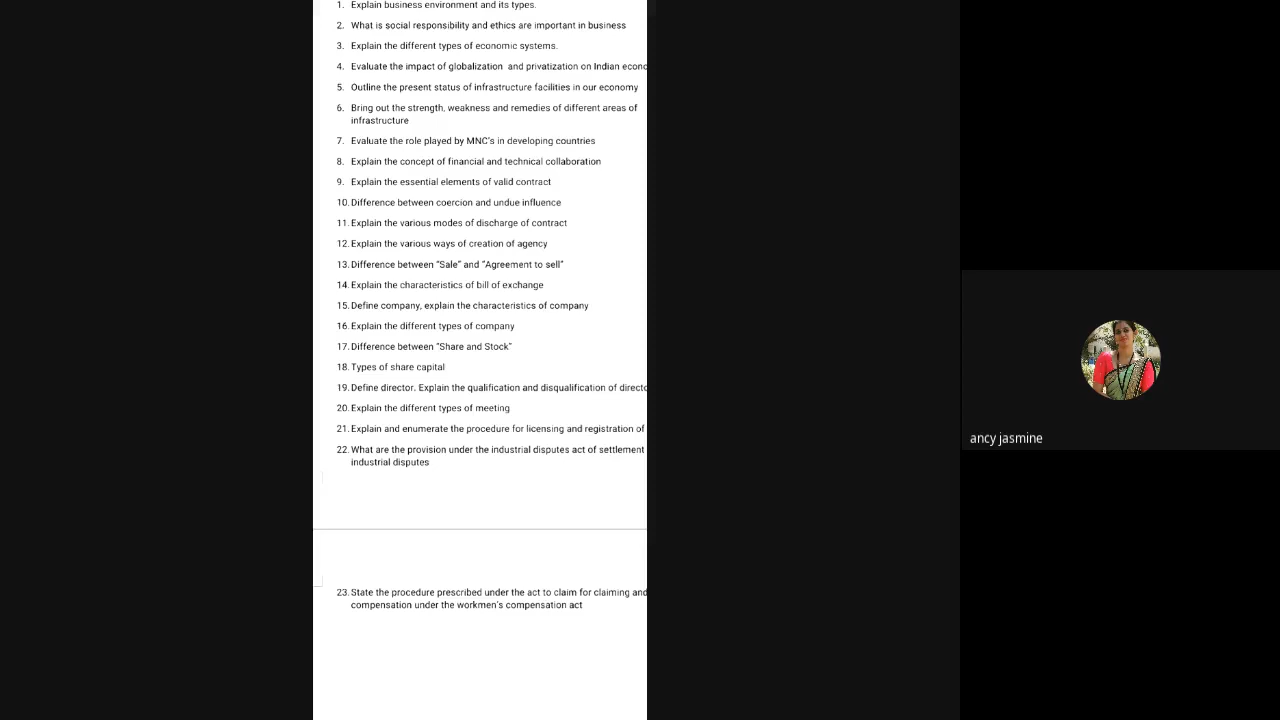 1. Explain business environment and its types.
2. What is social responsibility and ethics are important in business
3. Explain the different types of economic systems.
4. Evaluate the impact of globalization and privatization on Indian econo
5. Outline the present status of infrastructure facilities in our economy
6. Bring out the strength, weakness and remedies of different areas of
infrastructure
7. Evaluate the role played by MNC's in developing countries
8. Explain the concept of financial and technical collaboration
9. Explain the essential elements of valid contract
10. Difference between coercion and undue influence
11. Explain the various modes of discharge of contract
12. Explain the various ways of creation of agency
13. Difference between “Sale” and “Agreement to sell”
14. Explain the characteristics of bill of exchange
15. Define company, explain the characteristics of company
16. Explain the different types of company
17. Difference between “Share and Stock”
18. Types of share capital
19. Define director. Explain the qualification and disqualification of directo
20. Explain the different types of meeting
21. Explain and enumerate the procedure for licensing and registration of
22. What are the provision under the industrial disputes act of settlement
industrial disputes
23. State the procedure prescribed under the act to claim for claiming and
compensation under the workmen's compensation act
ancy jasmine